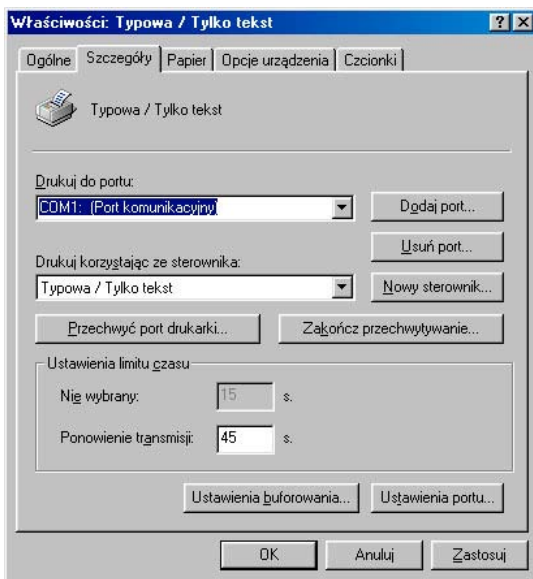 Właściwości: Typowa / Tylko tekst
Ogólne Szczegóły Papier Opcje urządzenia Czcionki
Typowa / Tylko tekst
Drukuj do portu:
COM1: (Port komunikacyjny) Dodaj port...
Usuń port...
Drukuj korzystając ze sterownika:
Typowa / Tylko tekst Nowy sterownik...
Przechwyć port drukarki... Zakończ przechwytywanie...
Ustawienia limitu czasu
Nie wybrany: 15 s.
Ponowienie transmisji: 45 s.
Ustawienia buforowania... Ustawienia portu...
OK Anuluj Zastosuj